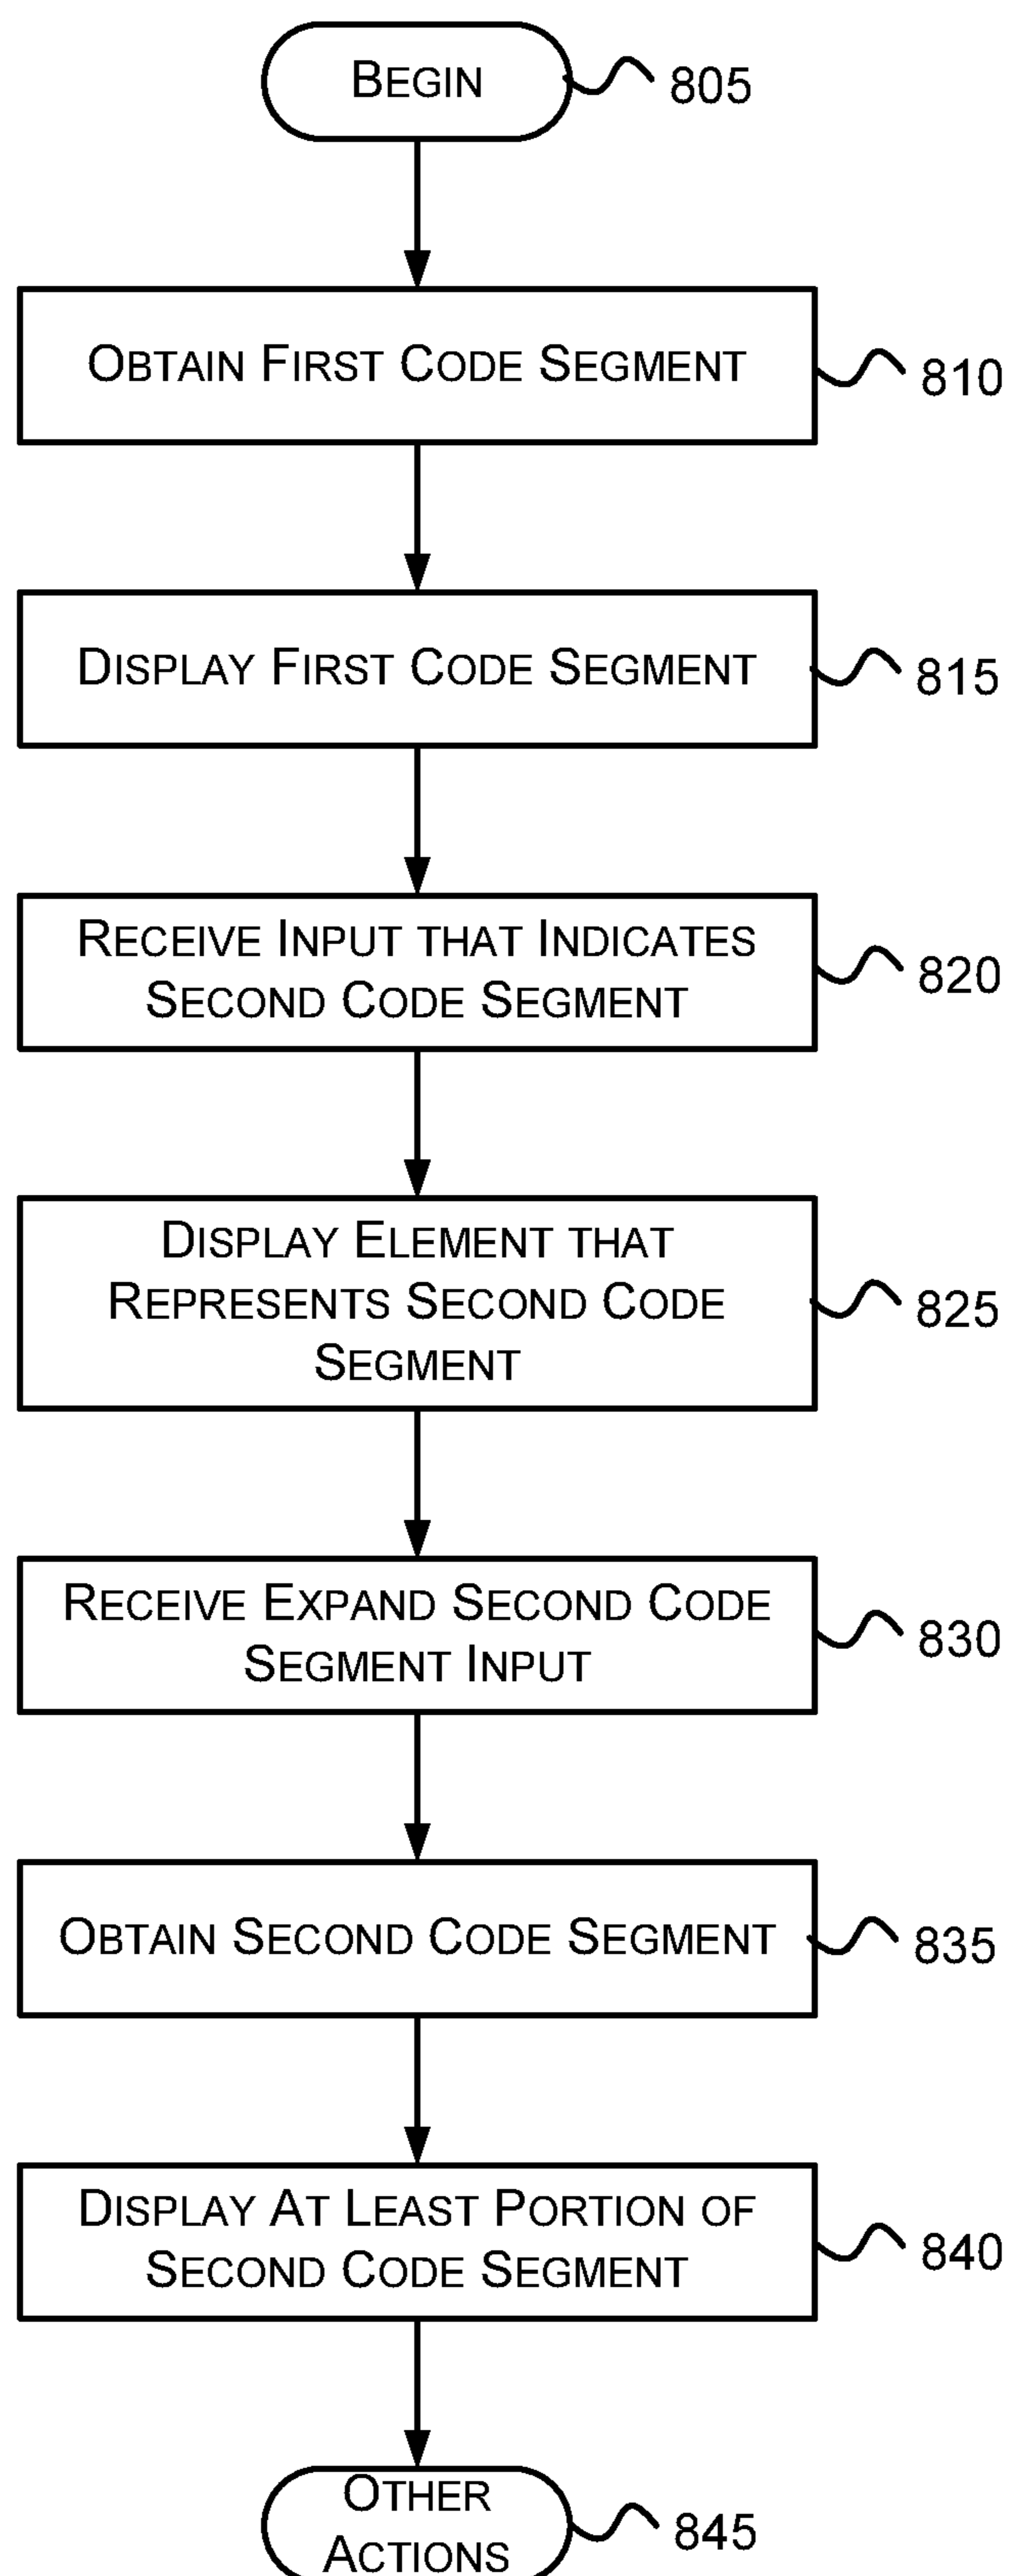 BEGIN
805
OBTAIN FIRST CODE SEGMENT
810
DISPLAY FIRST CODE SEGMENT
815
RECEIVE INPUT THAT INDICATES
SECOND CODE SEGMENT
820
DISPLAY ELEMENT THAT
REPRESENTS SECOND CODE
SEGMENT
825
RECEIVE EXPAND SECOND CODE
SEGMENT INPUT
830
OBTAIN SECOND CODE SEGMENT
835
DISPLAY AT LEAST PORTION OF
SECOND CODE SEGMENT
840
OTHER
ACTIONS
845